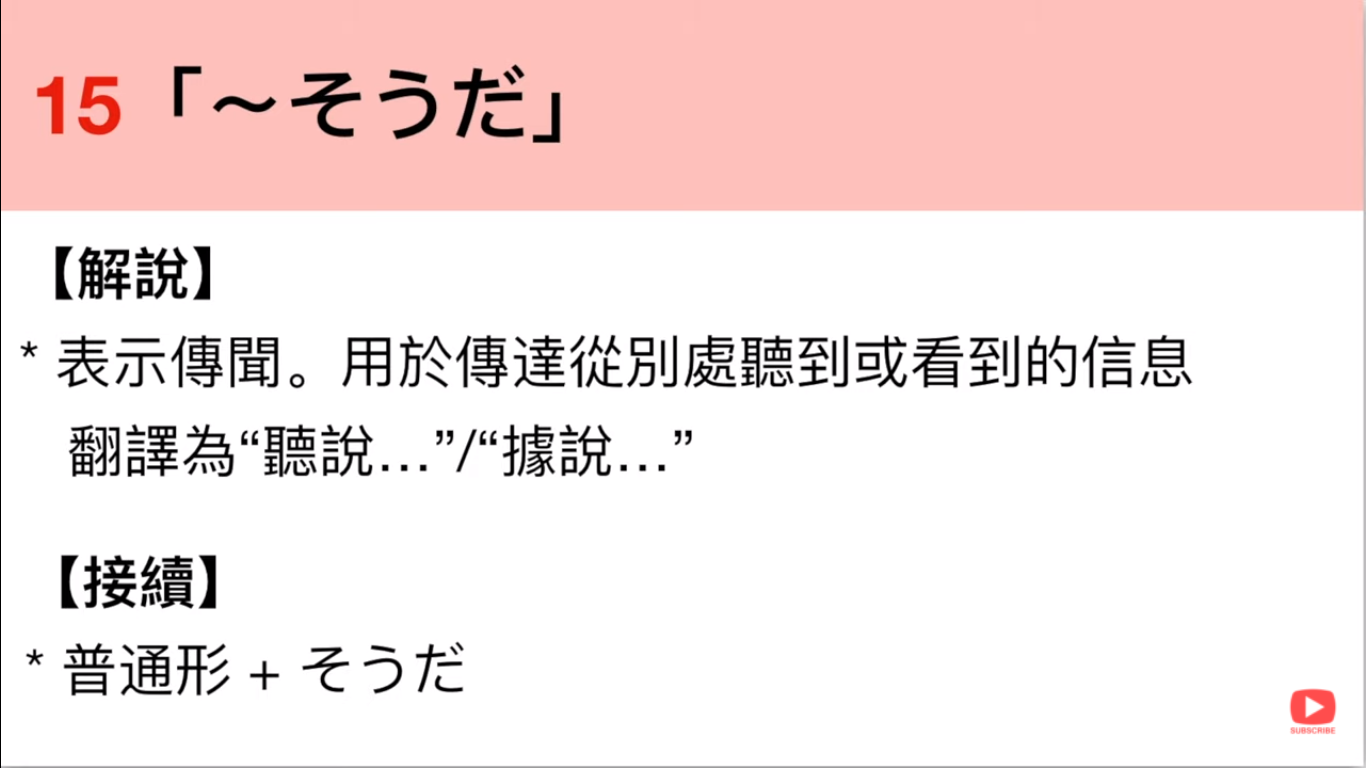 15「～そうだ」
【解說】
* 表示傳聞。用於傳達從別處聽到或看到的信息
翻譯為“聽說…”/“據說…”
【接續】
* 普通形 + そうだ
SUBSCRIBE